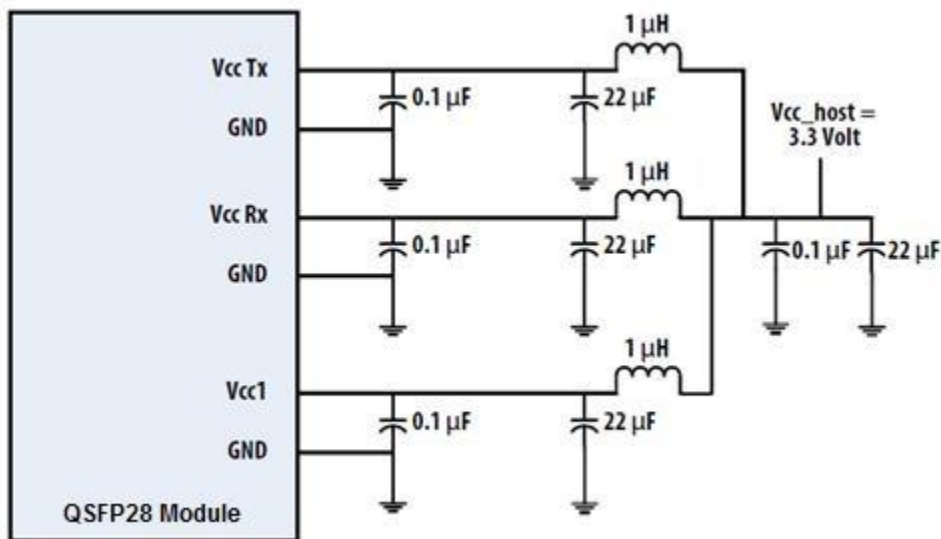 1 μH
Vcc Tx
0.1 μF
22 μF
GND
Vcc_host =
3.3 Volt
1 μH
Vcc Rx
0.1 μF
22 μF
0.1 μF
22 μF
GND
1 μH
Vcc1
0.1 μF
22 μF
GND
QSFP28 Module